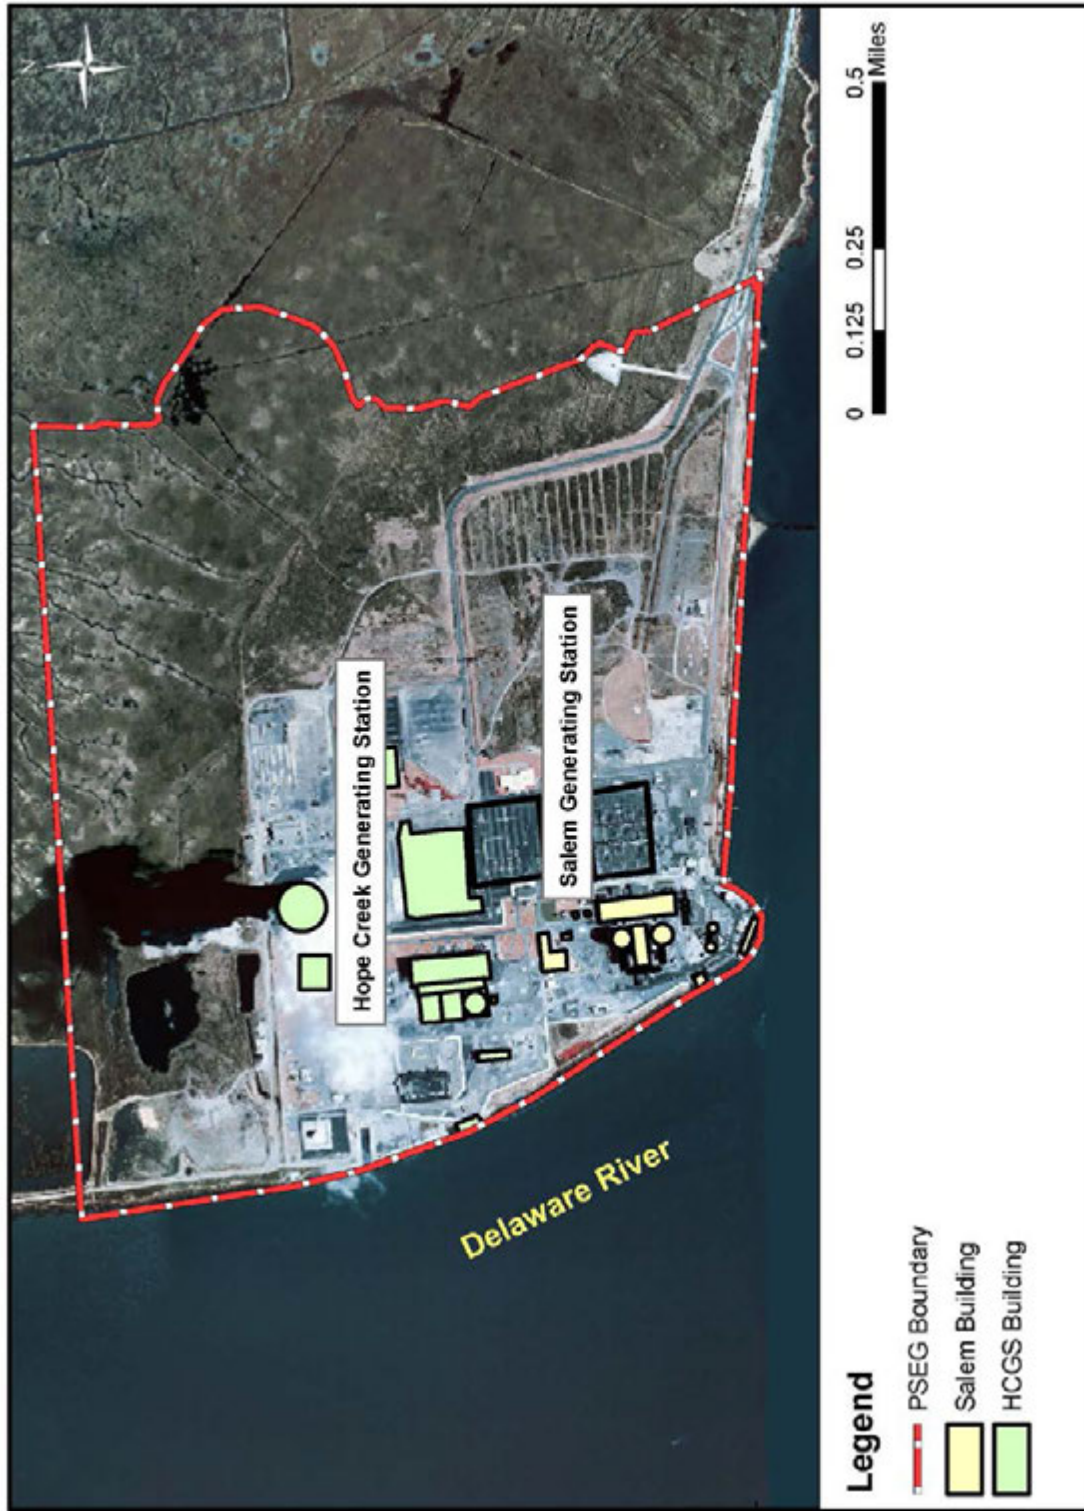 N
Hope Creek Generating Station
Salem Generating Station
Delaware River
Legend
PSEG Boundary
Salem Building
HCGS Building
0 0.125 0.25 0.5
Miles